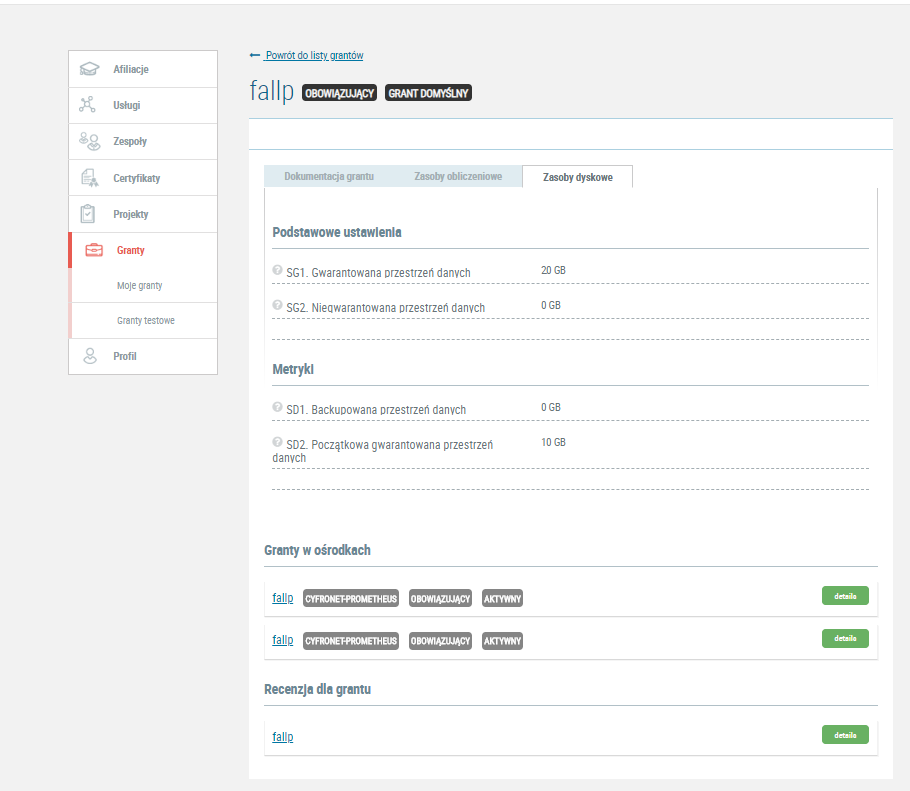 Afiliacje
Usługi
Zespoły
Certyfikaty
Projekty
Granty
Moje granty
Granty testowe
Profil
← Powrót do listy grantów
fallp OBOWIĄZUJĄCY GRANT DOMYŚLNY
Dokumentacja grantu Zasoby obliczeniowe Zasoby dyskowe
Podstawowe ustawienia
? SG1. Gwarantowana przestrzeń danych 20 GB
? SG2. Niegwarantowana przestrzeń danych 0 GB
Metryki
? SD1. Backupowana przestrzeń danych 0 GB
? SD2. Początkowa gwarantowana przestrzeń 10 GB
danych
Granty w ośrodkach
fallp CYFRONET-PROMETHEUS OBOWIĄZUJĄCY AKTYWNY details
fallp CYFRONET-PROMETHEUS OBOWIĄZUJĄCY AKTYWNY details
Recenzja dla grantu
fallp details